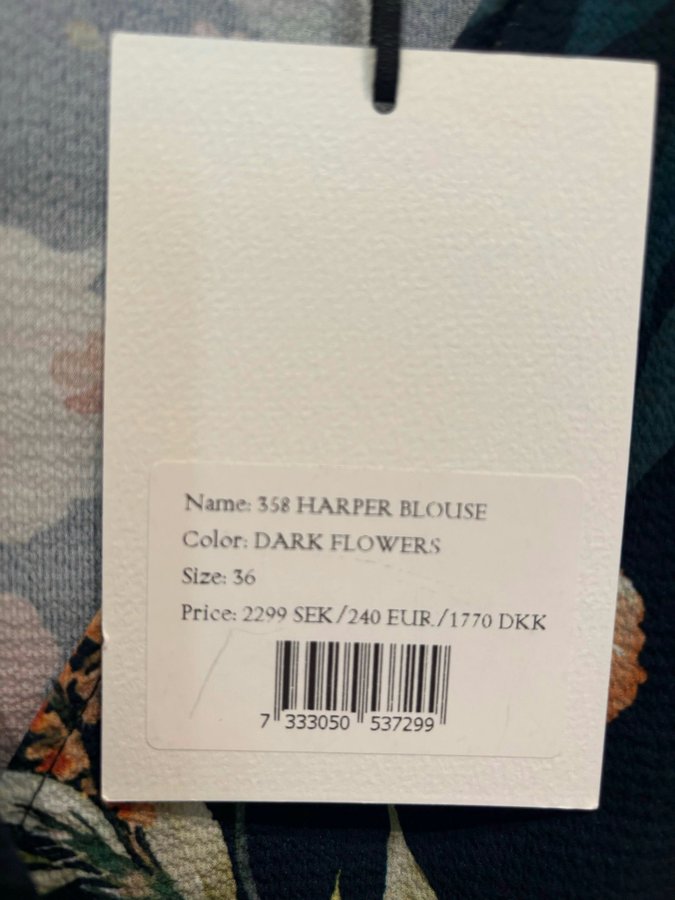 Name: 358 HARPER BLOUSE
Color: DARK FLOWERS
Size: 36
Price: 2299 SEK/240 EUR./1770 DKK
7 333050 537299